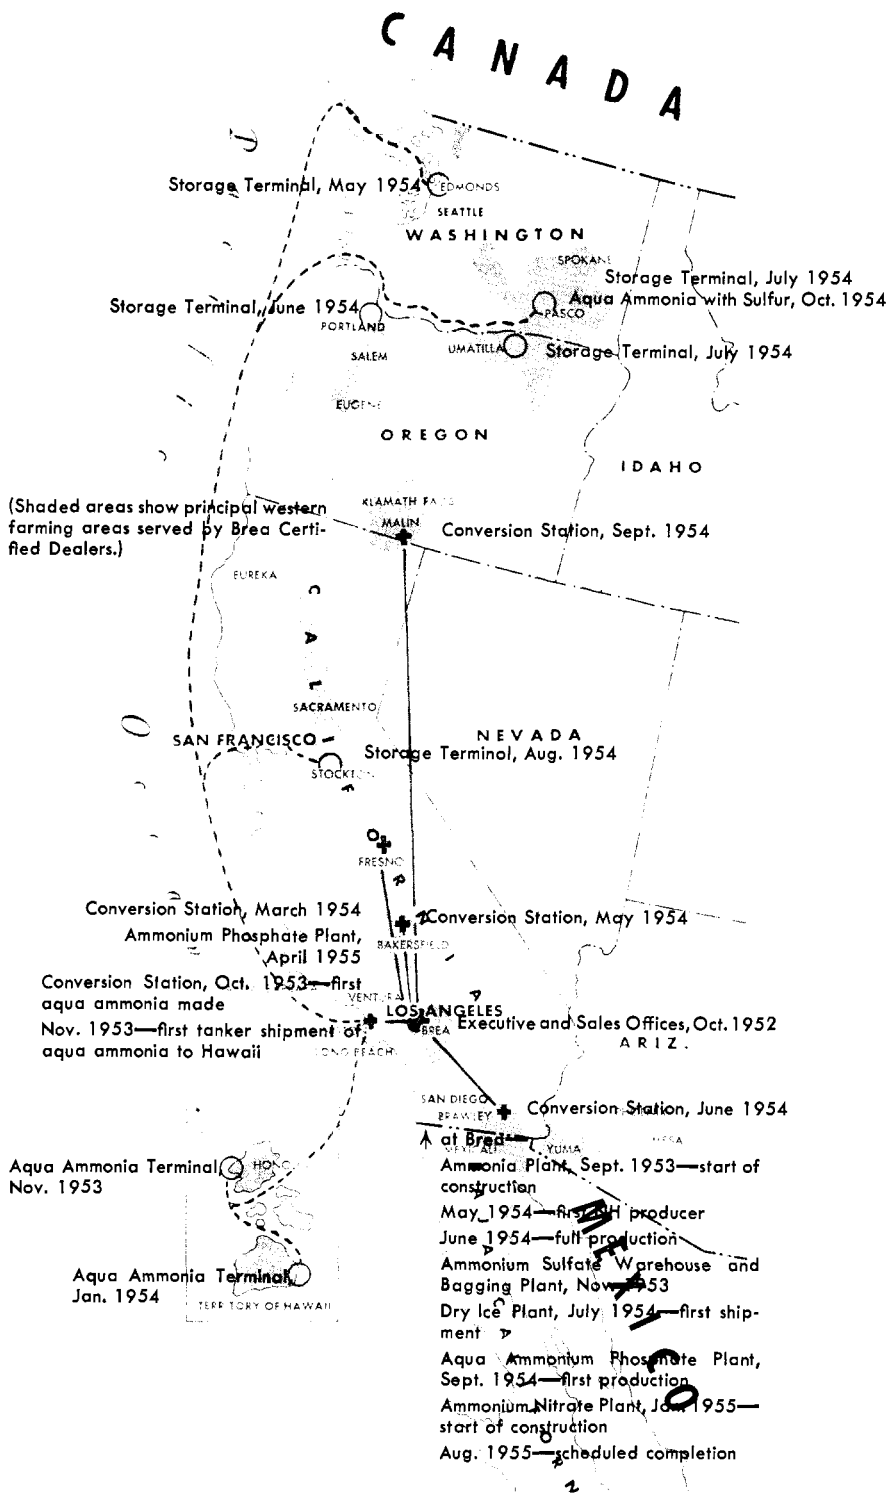 CANADA
Storage Terminal, May 1954
EDMONDS
SEATTLE
WASHINGTON
SPOKANE
Storage Terminal, July 1954
Aqua Ammonia with Sulfur, Oct. 1954
Storage Terminal, June 1954
PASCO
PORTLAND
UMATILLA
Storage Terminal, July 1954
SALEM
EUGENE
OREGON
IDAHO
(Shaded areas show principal western
farming areas served by Brea Certi-
fied Dealers.)
KLAMATH FALLS
MALIN
Conversion Station, Sept. 1954
EUREKA
CALIFORNIA
SACRAMENTO
NEVADA
SAN FRANCISCO
Storage Terminol, Aug. 1954
STOCKTON
FRESNO
Conversion Station, March 1954
Conversion Station, May 1954
Ammonium Phosphate Plant,
April 1955
BAKERSFIELD
Conversion Station, Oct. 1953—first
aqua ammonia made
VENTURA
LOS ANGELES
Nov. 1953—first tanker shipment of
aqua ammonia to Hawaii
BREA
Executive and Sales Offices, Oct. 1952
ARIZ.
LONG BEACH
SAN DIEGO
BRAWLEY
Conversion Station, June 1954
MESA
at Brea—
MEXICALI
YUMA
Aqua Ammonia Terminal,
Nov. 1953
Ammonia Plant, Sept. 1953—start of
construction
May 1954—first NH producer
June 1954—full production
Ammonium Sulfate Warehouse and
Bagging Plant, Nov. 1953
Aqua Ammonia Terminal,
Jan. 1954
TERRITORY OF HAWAII
Dry Ice Plant, July 1954—first ship-
ment
Aqua Ammonium Phosphate Plant,
Sept. 1954—first production
Ammonium Nitrate Plant, Jan. 1955—
start of construction
Aug. 1955—scheduled completion
MEXICO